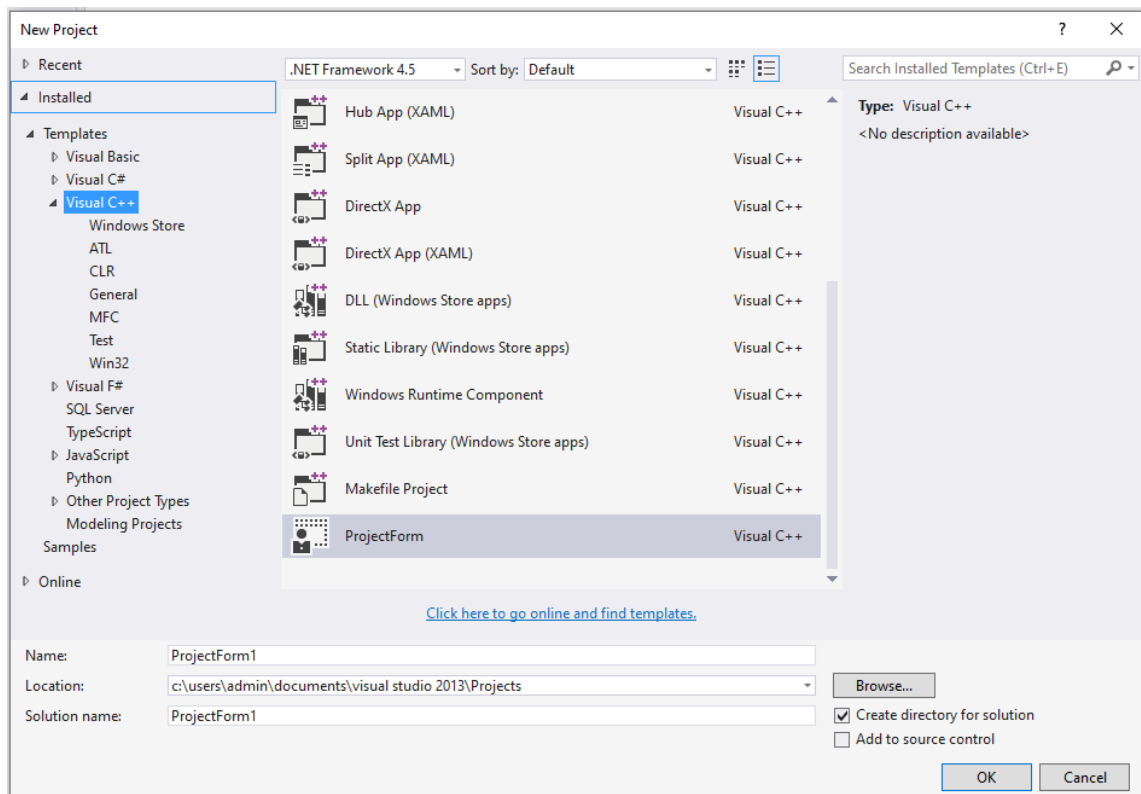 New Project
?
Recent
.NET Framework 4.5
Sort by: Default
Search Installed Templates (Ctrl+E)
Installed
Templates
Visual Basic
Visual C#
Visual C++
Windows Store
ATL
CLR
General
MFC
Test
Win32
Visual F#
SQL Server
TypeScript
JavaScript
Python
Other Project Types
Modeling Projects
Samples
Online
Hub App (XAML) Visual C++
Split App (XAML) Visual C++
DirectX App Visual C++
DirectX App (XAML) Visual C++
DLL (Windows Store apps) Visual C++
Static Library (Windows Store apps) Visual C++
Windows Runtime Component Visual C++
Unit Test Library (Windows Store apps) Visual C++
Makefile Project Visual C++
ProjectForm Visual C++
Click here to go online and find templates.
Type: Visual C++
<No description available>
Name: ProjectForm1
Location: c:\users\admin\documents\visual studio 2013\Projects
Browse...
Solution name: ProjectForm1
Create directory for solution
Add to source control
OK
Cancel